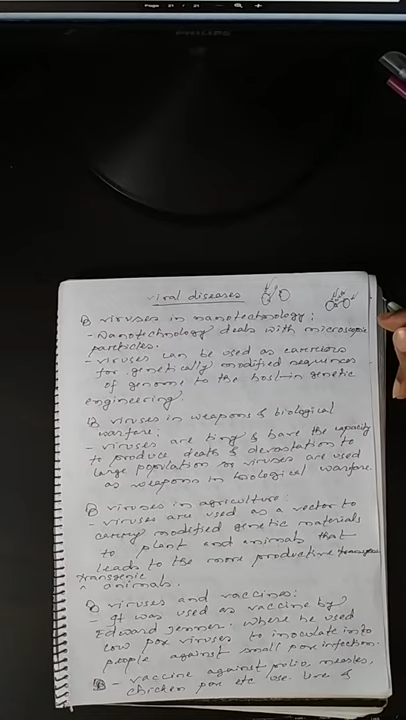 Page 21 / 21
PHILIPS
viral diseases
viruses in nanotechnology:
- Nanotechnology deals with microscopic
particles.
- viruses can be used as carriers
for genetically modified sequences
of genome to the host in genetic
engineering.
viruses in weapons & biological
warfare:
- viruses are tiny & have the capacity
to produce death & devastation to
large population so viruses are used
as weapons in biological warfare.
viruses in agriculture:
- viruses are used as a vector to
carry modified genetic materials
to plant and animals that
leads to the more productive
transgenic
animals.
viruses and vaccines:
- It was used as vaccine by
Edward Jenner. where he used
cow pox viruses to inoculate into
people against small pox infection.
- vaccine against polio, measles,
chicken pox etc use live